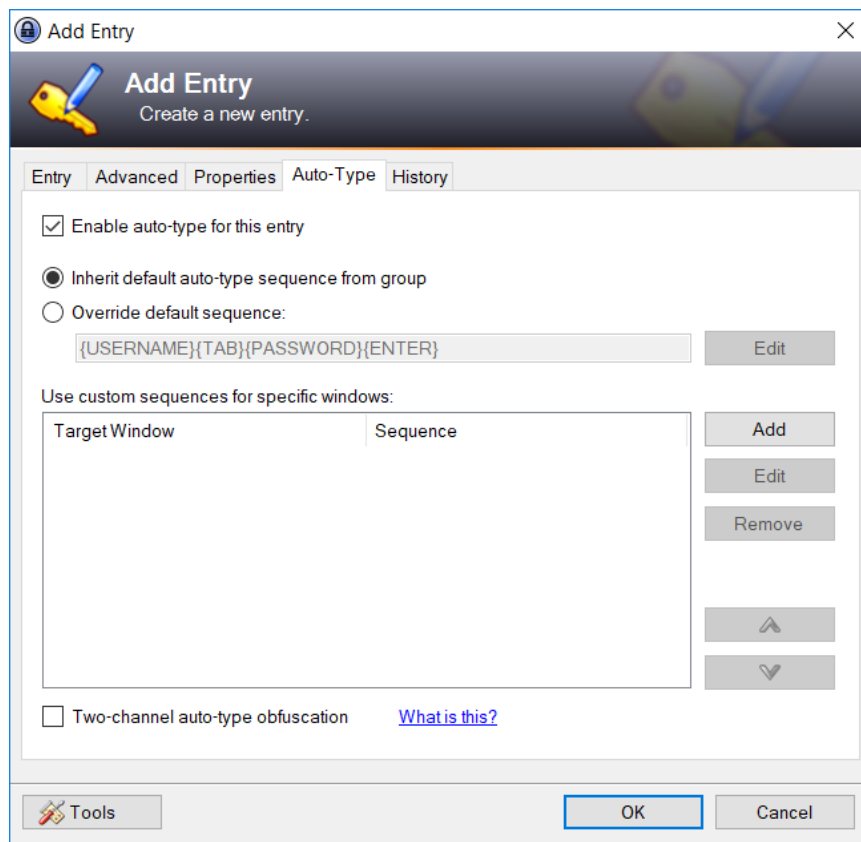 Add Entry
Add Entry
Create a new entry.
Entry Advanced Properties Auto-Type History
Enable auto-type for this entry
Inherit default auto-type sequence from group
Override default sequence:
{USERNAME}{TAB}{PASSWORD}{ENTER} Edit
Use custom sequences for specific windows:
Target Window Sequence Add
Edit
Remove
Two-channel auto-type obfuscation What is this?
Tools OK Cancel